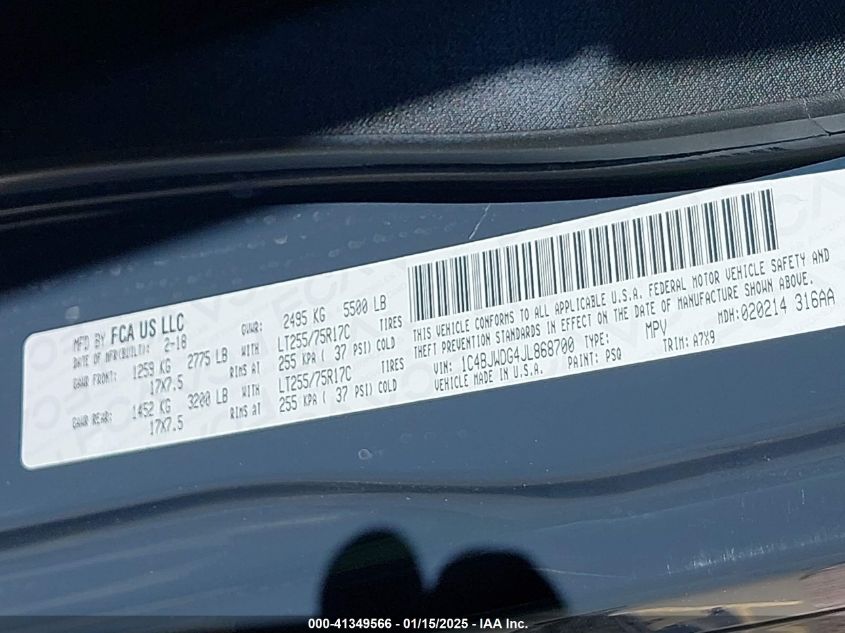 MFD BY FCA US LLC
DATE OF MFR(BUILT): 2-18 GVWR: 2495 KG 5500 LB
GAWR FRONT: 1259 KG 2775 LB WITH LT255/75R17C TIRES
17X7.5 RIMS AT 255 KPA ( 37 PSI) COLD
GAWR REAR: 1452 KG 3200 LB WITH LT255/75R17C TIRES
17X7.5 RIMS AT 255 KPA ( 37 PSI) COLD
THIS VEHICLE CONFORMS TO ALL APPLICABLE U.S.A. FEDERAL MOTOR VEHICLE SAFETY AND
THEFT PREVENTION STANDARDS IN EFFECT ON THE DATE OF MANUFACTURE SHOWN ABOVE.
VIN: 1C4BJWDG4JL868700 TYPE: MPV MDH:020214 316AA
VEHICLE MADE IN U.S.A. PAINT: PSQ TRIM: A7X9
000-41349566 - 01/15/2025 - IAA Inc.